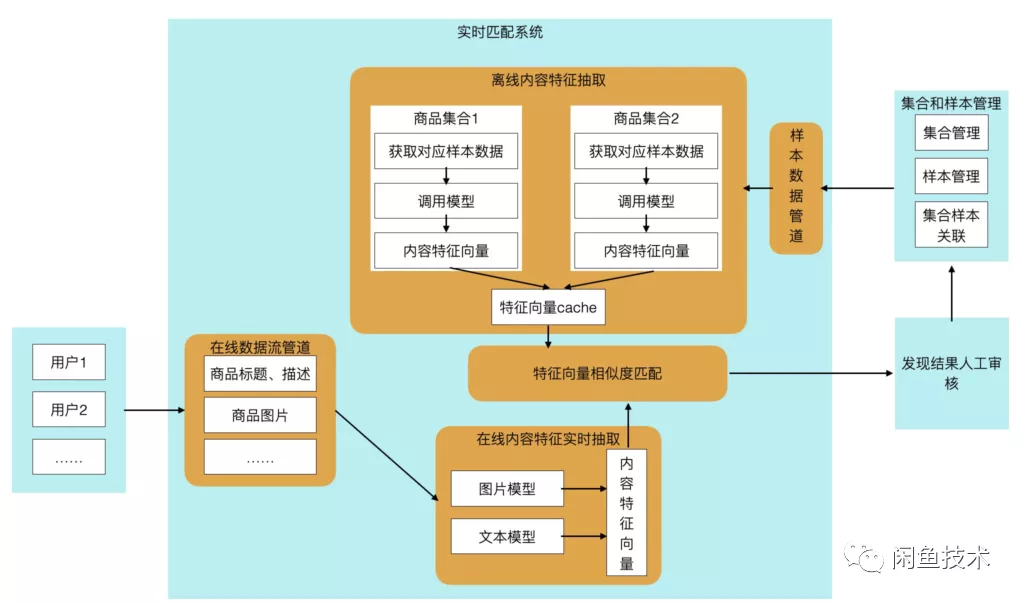 实时匹配系统
离线内容特征抽取
商品集合1
获取对应样本数据
调用模型
内容特征向量
商品集合2
获取对应样本数据
调用模型
内容特征向量
特征向量cache
样本数据管道
集合和样本管理
集合管理
样本管理
集合样本
关联
用户1
用户2
......
在线数据流管道
商品标题、描述
商品图片
......
特征向量相似度匹配
发现结果人工审
核
在线内容特征实时抽取
图片模型
文本模型
内容特征向量
闲鱼技术